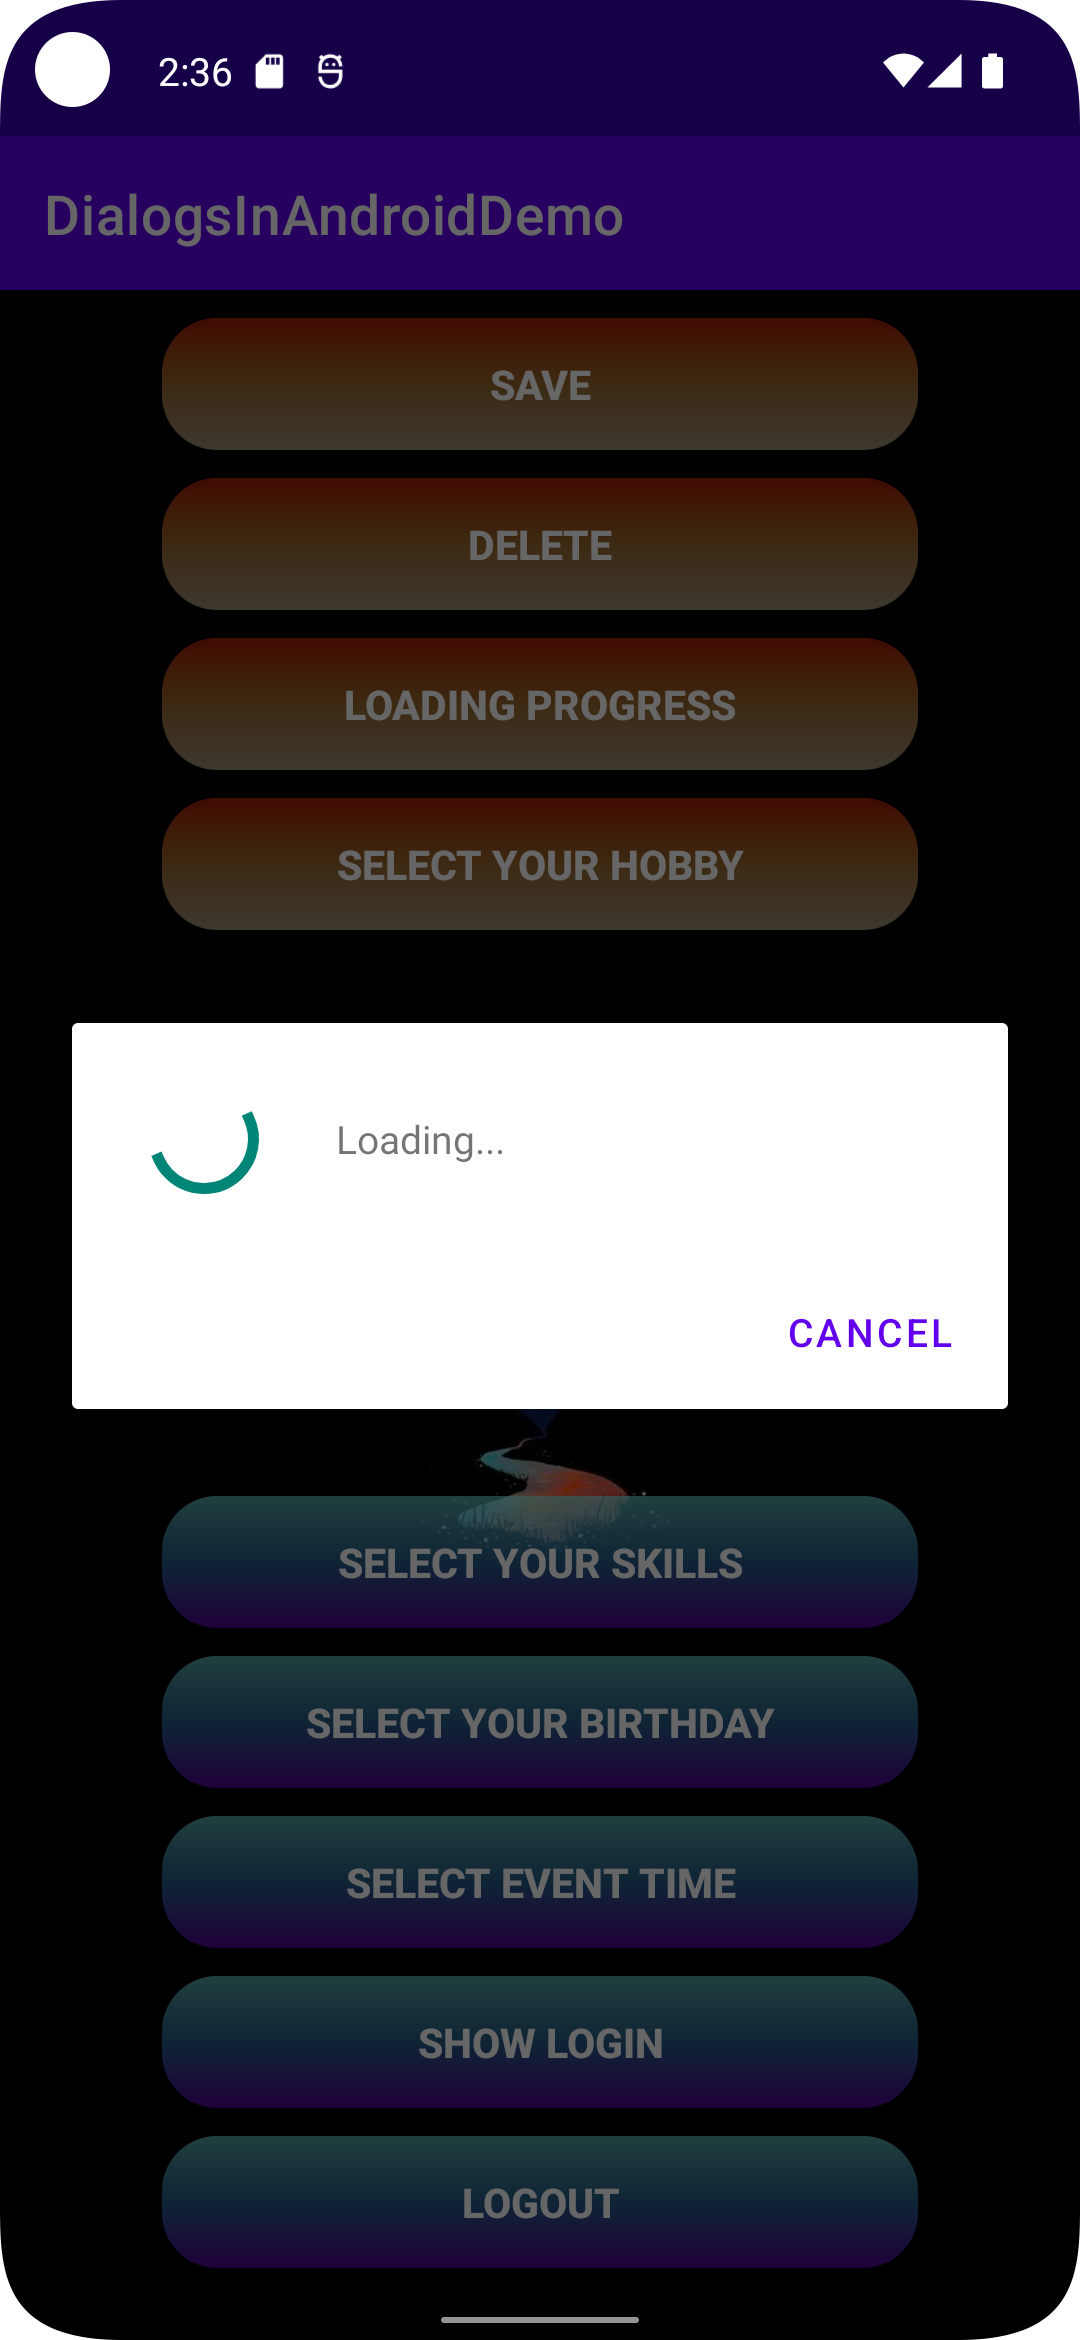 2:36
DialogsInAndroidDemo
SAVE
DELETE
LOADING PROGRESS
SELECT YOUR HOBBY
Loading...
CANCEL
SELECT YOUR SKILLS
SELECT YOUR BIRTHDAY
SELECT EVENT TIME
SHOW LOGIN
LOGOUT